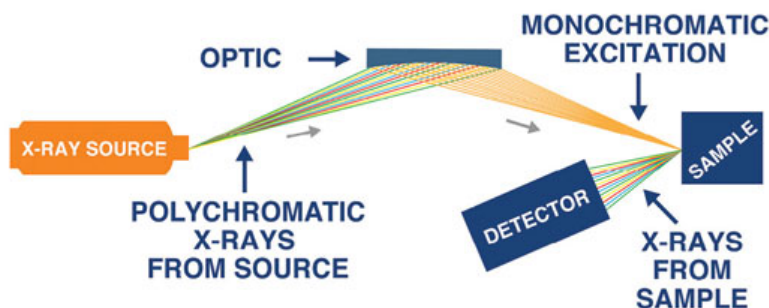 OPTIC
MONOCHROMATIC
EXCITATION
X-RAY SOURCE
SAMPLE
POLYCHROMATIC
X-RAYS
FROM SOURCE
DETECTOR
X-RAYS
FROM
SAMPLE